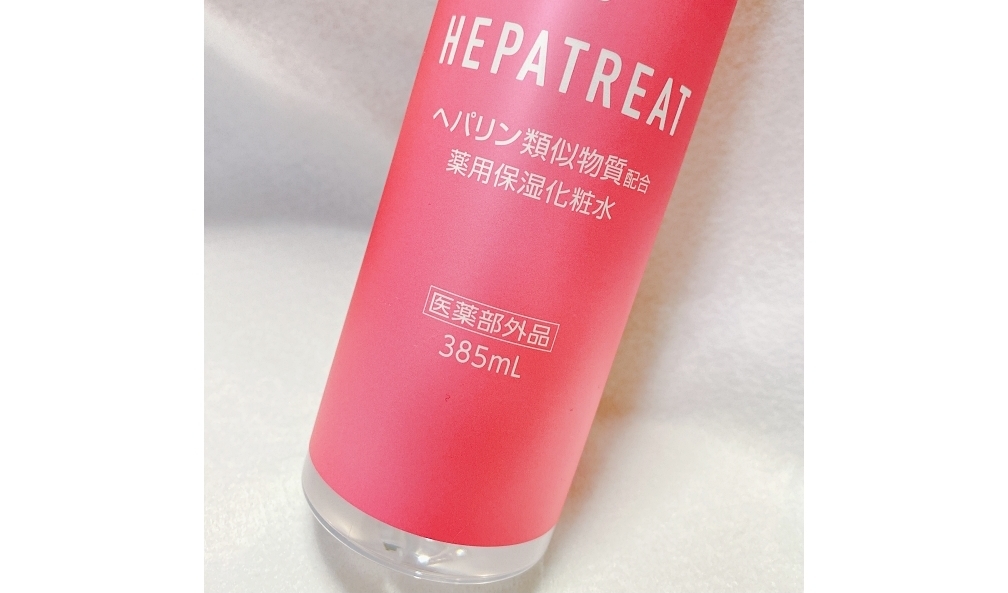 HEPATREAT
ヘパリン類似物質配合
薬用保湿化粧水
医薬部外品
385mL